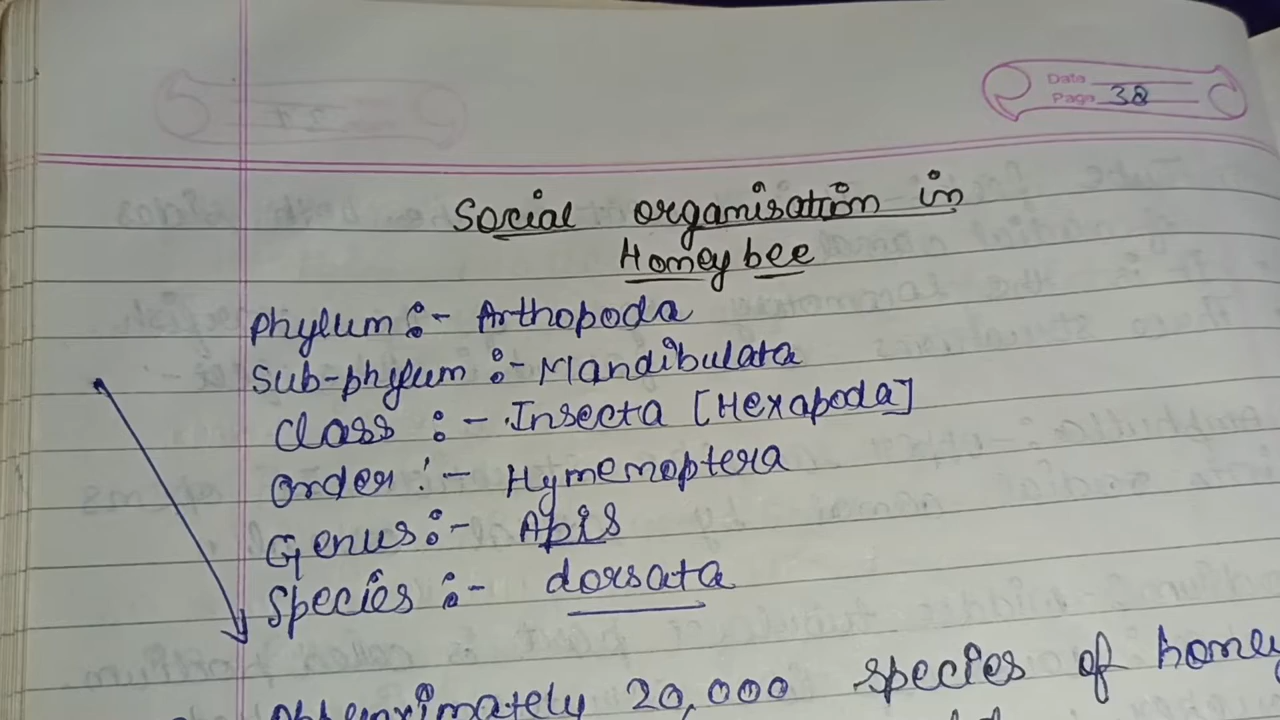 Date
Page 38
Social organisation in
Honey bee
Phylum :- Arthopoda
Sub-phylum :- Mandibulata
Class :- Insecta [Hexapoda]
Order :- Hymemoptera
Genus :- Apis
Species :- dorsata
20,000 species of honey